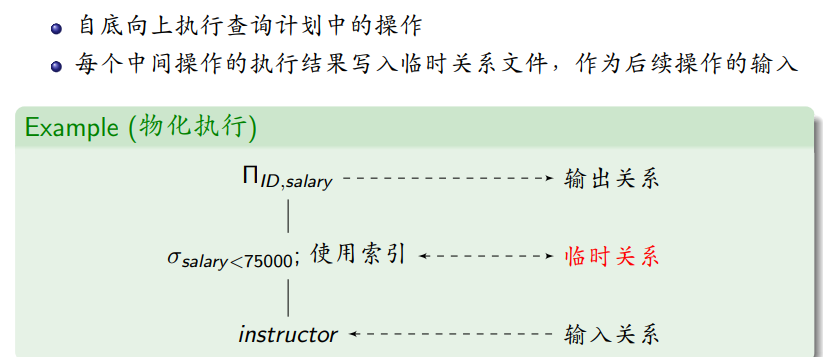 自底向上执行查询计划中的操作
每个中间操作的执行结果写入临时关系文件，作为后续操作的输入
Example (物化执行)
Π ID,salary 输出关系
σ salary<75000; 使用索引 临时关系
instructor 输入关系